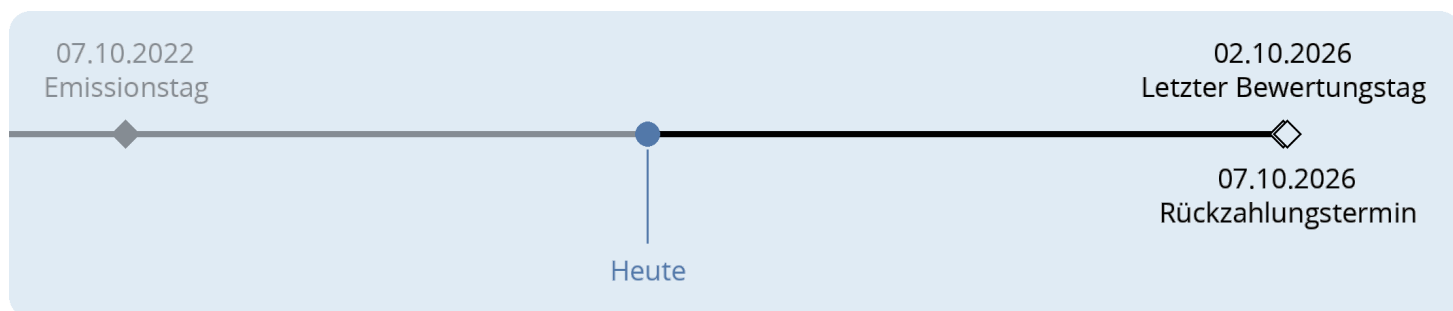 07.10.2022
Emissionstag
02.10.2026
Letzter Bewertungstag
07.10.2026
Rückzahlungstermin
Heute